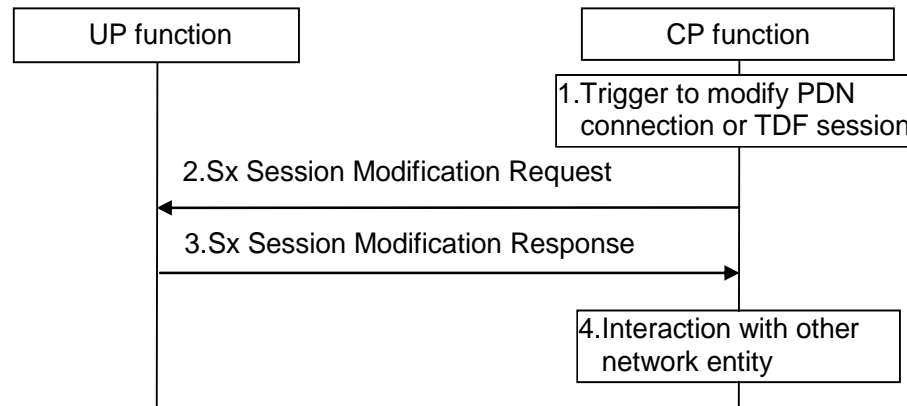 UP function
CP function
1.Trigger to modify PDN
connection or TDF session
2.Sx Session Modification Request
3.Sx Session Modification Response
4.Interaction with other
network entity